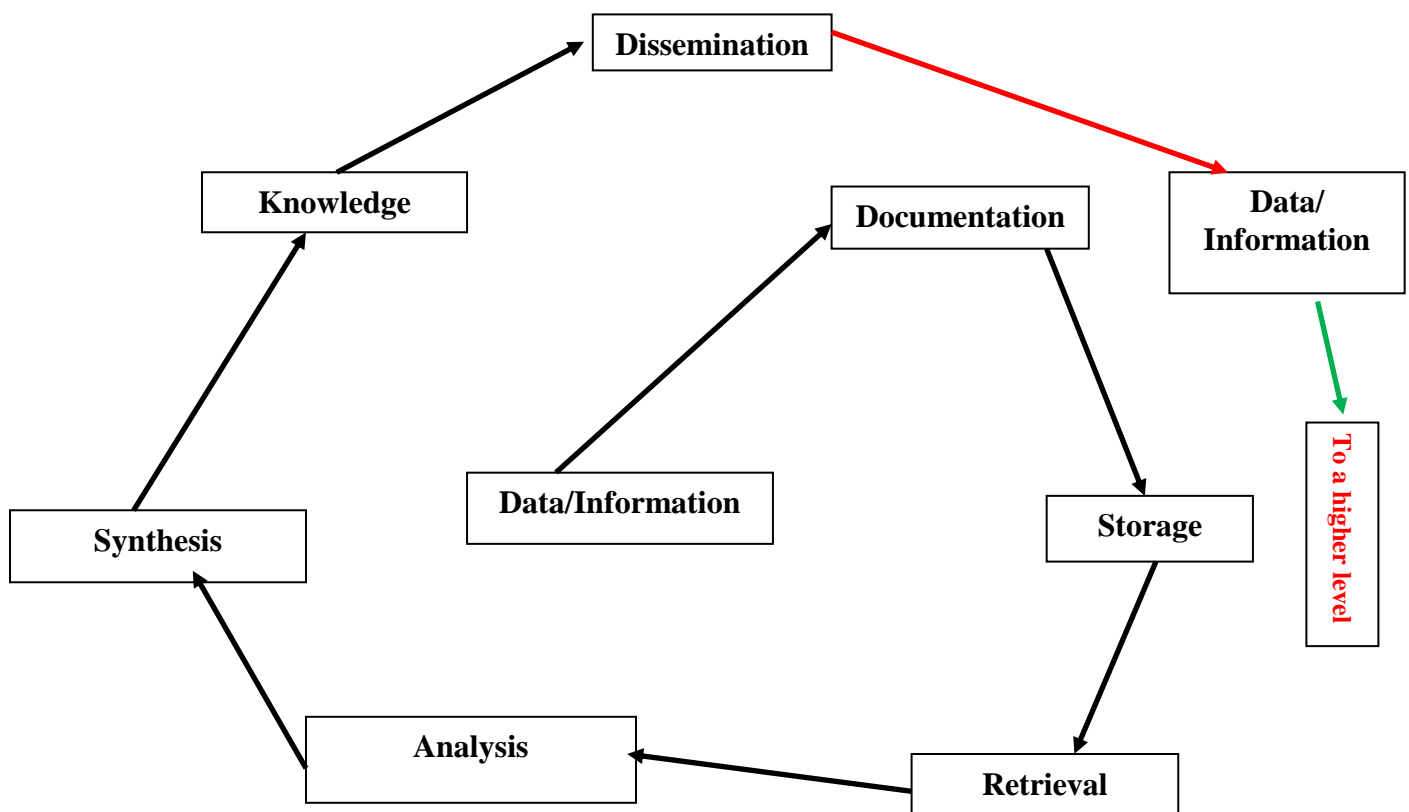 Dissemination
Knowledge
Documentation
Data/
Information
Data/Information
Storage
To a higher level
Synthesis
Analysis
Retrieval